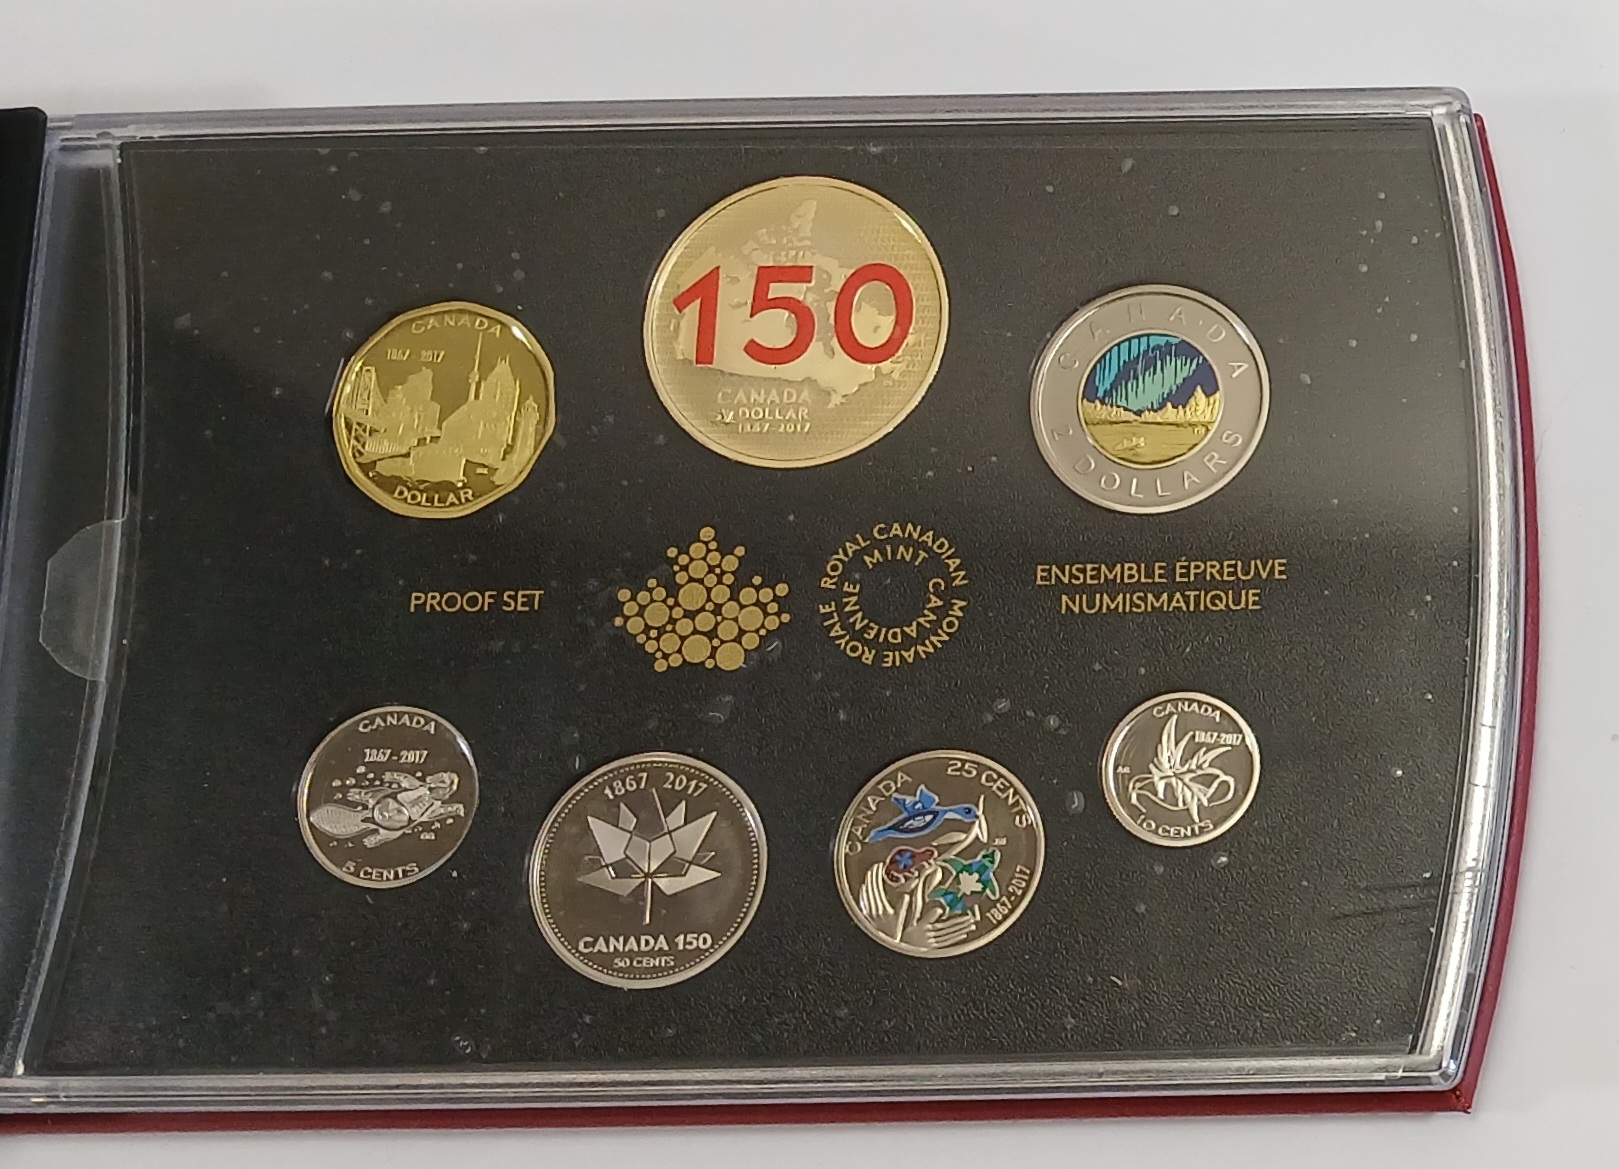 CANADA
1867-2017
DOLLAR
150
CANADA
DOLLAR
1867-2017
CANADA
2 DOLLARS
PROOF SET
ROYAL CANADIAN MINT
MONNAIE ROYALE CANADIENNE
ENSEMBLE ÉPREUVE
NUMISMATIQUE
CANADA
1867-2017
5 CENTS
1867 2017
CANADA 150
50 CENTS
CANADA
25 CENTS
1867-2017
CANADA
1867-2017
10 CENTS